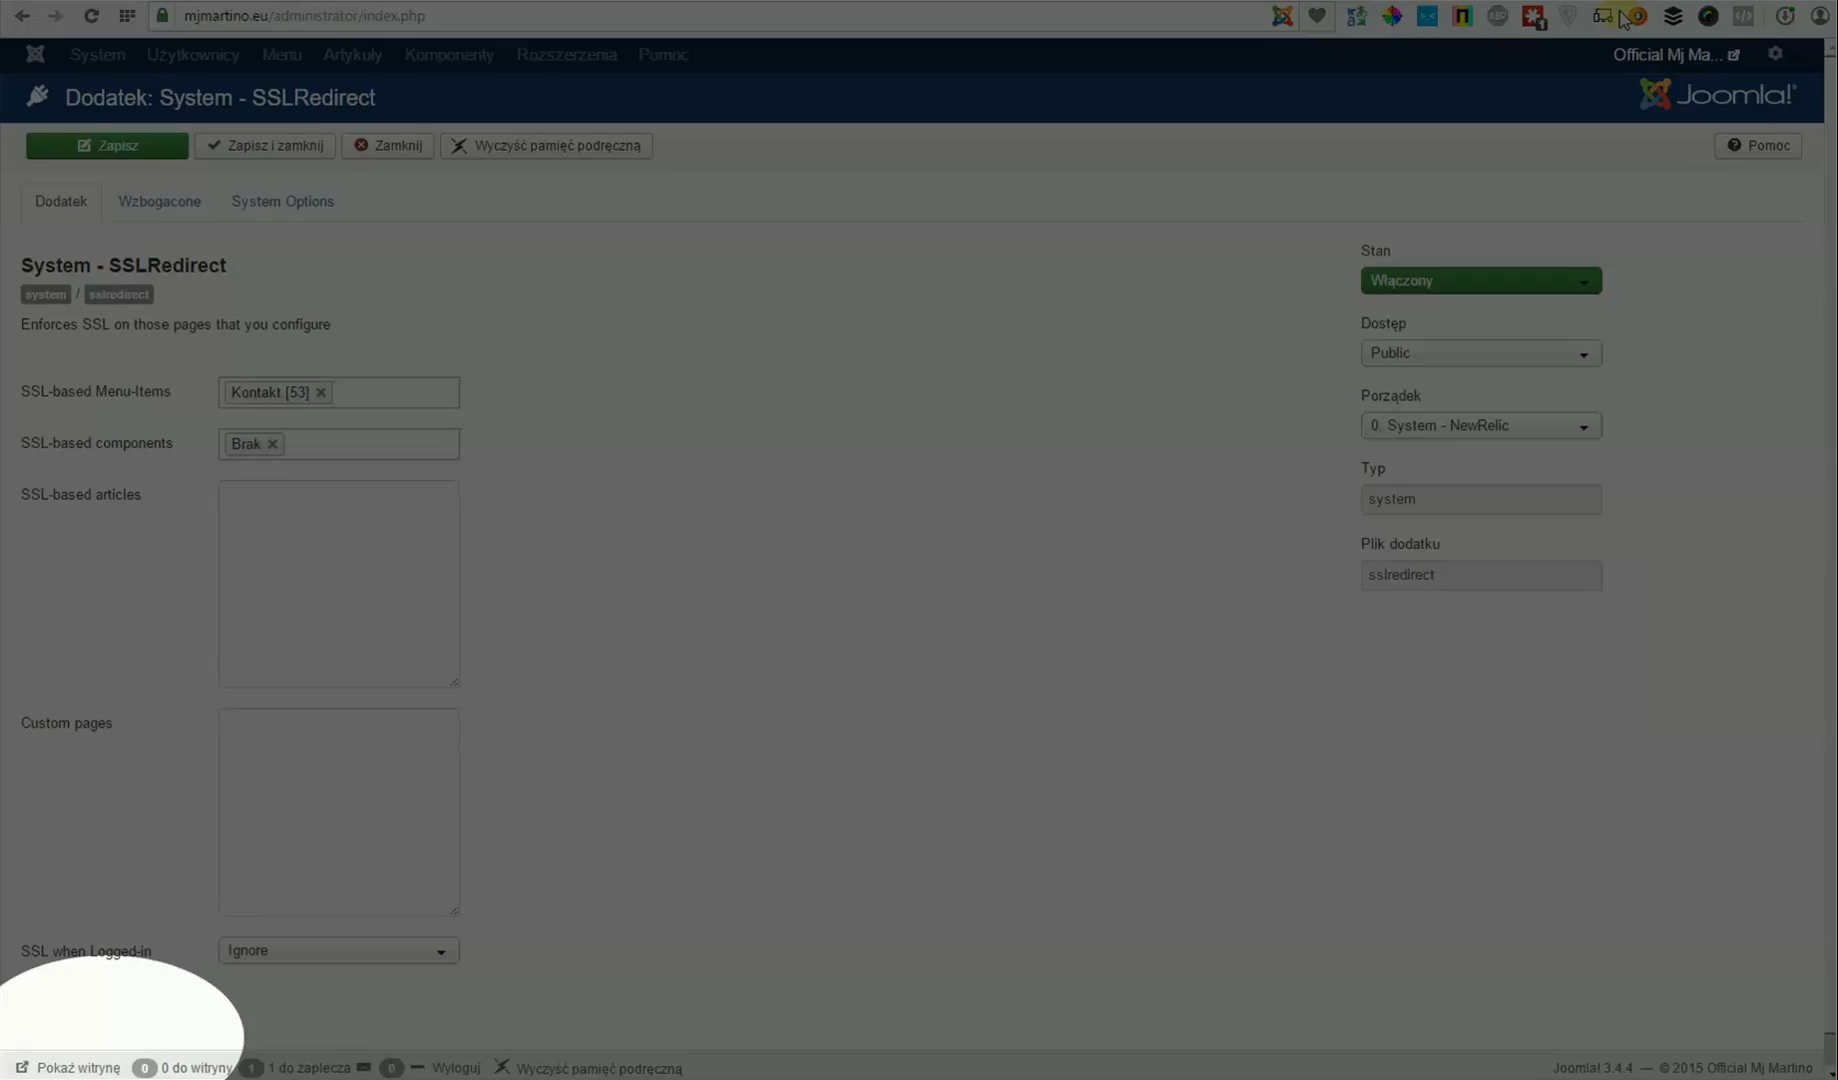 mjmartino.eu/administrator/index.php
System Użytkownicy Menu Artykuły Komponenty Rozszerzenia Pomoc Official Mj Ma...
Dodatek: System - SSLRedirect Joomla!
Zapisz Zapisz i zamknij Zamknij Wyczyść pamięć podręczną Pomoc
Dodatek Wzbogacone System Options
System - SSLRedirect
system / sslredirect
Enforces SSL on those pages that you configure
SSL-based Menu-Items Kontakt [53]
SSL-based components Brak
SSL-based articles
Custom pages
SSL when Logged-in Ignore
Stan
Włączony
Dostęp
Public
Porządek
0. System - NewRelic
Typ
system
Plik dodatku
sslredirect
Pokaż witrynę 0 0 do witryny 1 1 do zaplecza 0 Wyloguj Wyczyść pamięć podręczną Joomla! 3.4.4 — © 2015 Official Mj Martino